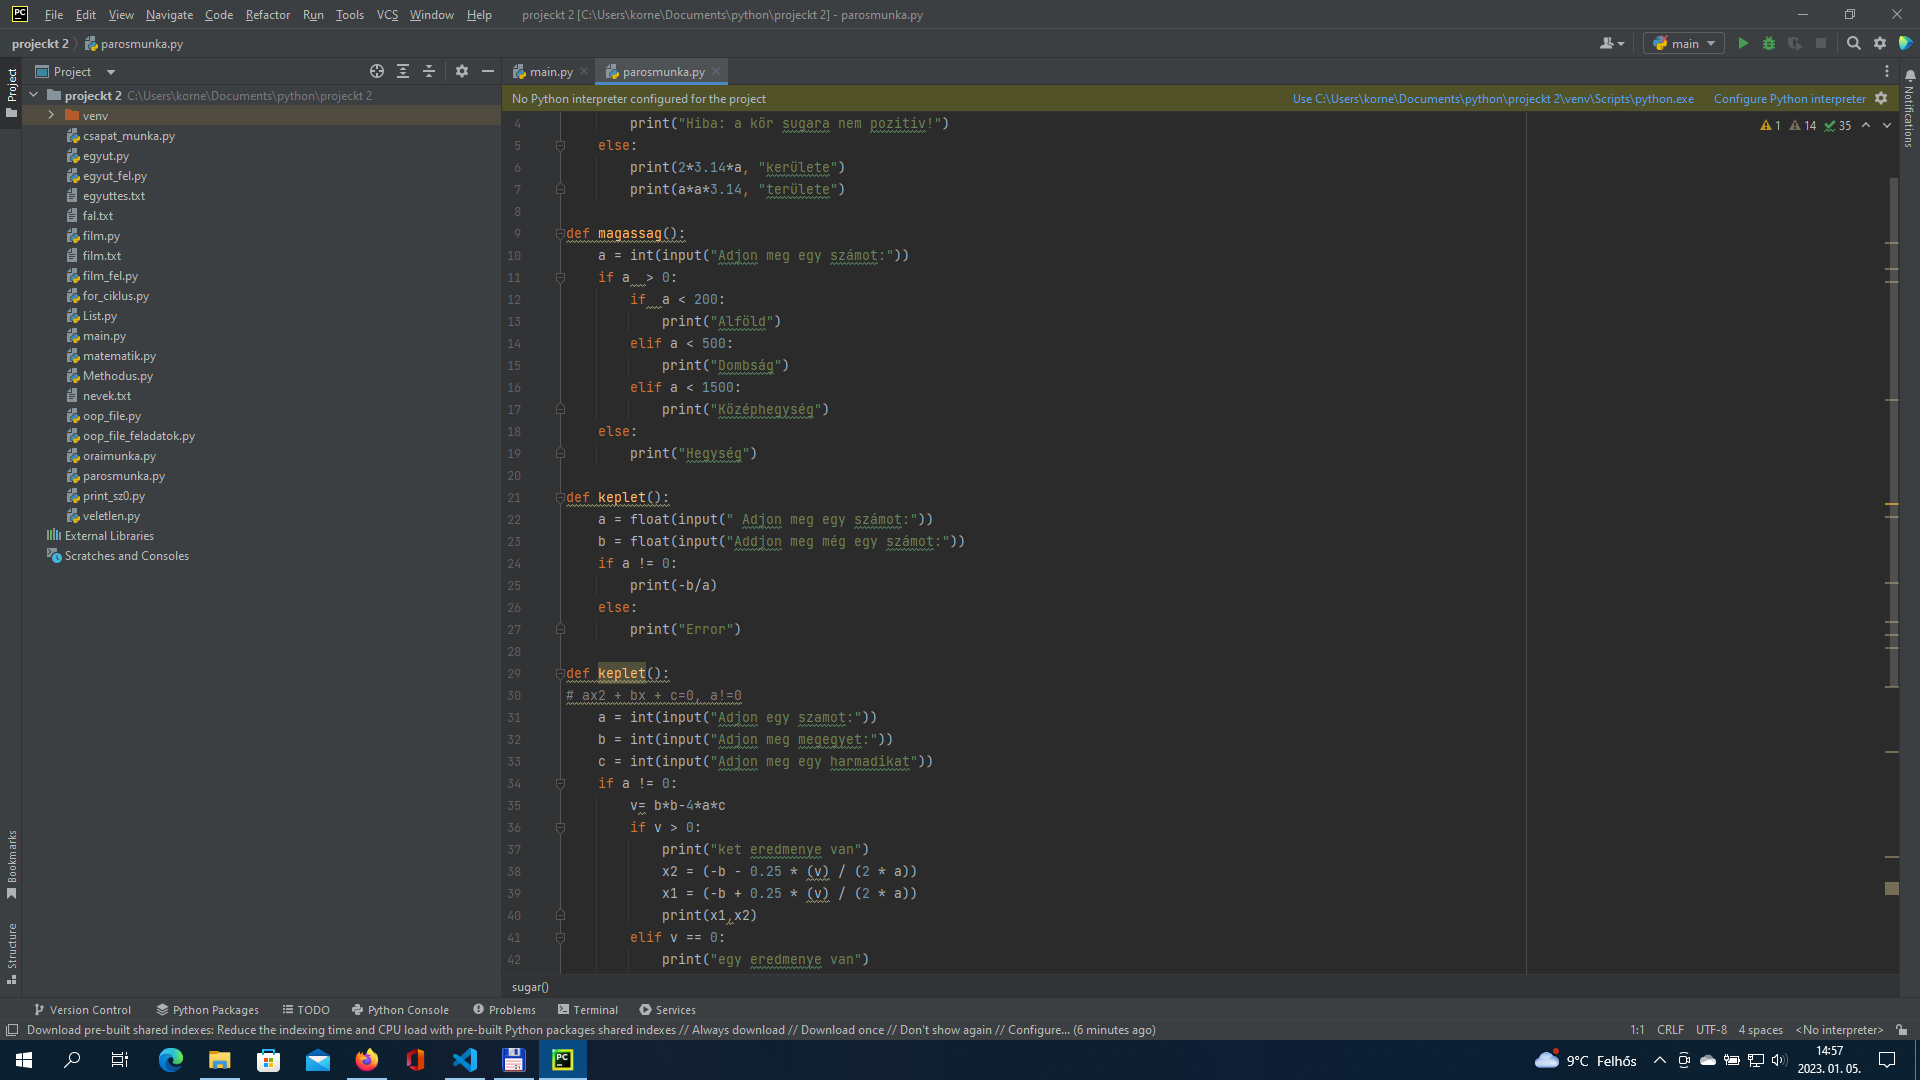 PC File Edit View Navigate Code Refactor Run Tools VCS Window Help projeckt 2 [C:\Users\korne\Documents\python\projeckt 2] - parosmunka.py
projeckt 2 parosmunka.py main
Project
Project
main.py parosmunka.py
projeckt 2 C:\Users\korne\Documents\python\projeckt 2
venv
csapat_munka.py
egyut.py
egyut_fel.py
egyuttes.txt
fal.txt
film.py
film.txt
film_fel.py
for_ciklus.py
List.py
main.py
matematik.py
Methodus.py
nevek.txt
oop_file.py
oop_file_feladatok.py
oraimunka.py
parosmunka.py
print_sz0.py
veletlen.py
External Libraries
Scratches and Consoles
Bookmarks
Structure
Notifications
No Python interpreter configured for the project Use C:\Users\korne\Documents\python\projeckt 2\venv\Scripts\python.exe Configure Python interpreter
1 14 35
4 print("Hiba: a kör sugara nem pozitív!")
5 else:
6 print(2*3.14*a, "kerülete")
7 print(a*a*3.14, "területe")
8
9 def magassag():
10 a = int(input("Adjon meg egy számot:"))
11 if a  > 0:
12 if  a < 200:
13 print("Alföld")
14 elif a < 500:
15 print("Dombság")
16 elif a < 1500:
17 print("Középhegység")
18 else:
19 print("Hegység")
20
21 def keplet():
22 a = float(input(" Adjon meg egy számot:"))
23 b = float(input("Addjon meg még egy számot:"))
24 if a != 0:
25 print(-b/a)
26 else:
27 print("Error")
28
29 def keplet():
30 # ax2 + bx + c=0, a!=0
31 a = int(input("Adjon egy szamot:"))
32 b = int(input("Adjon meg megegyet:"))
33 c = int(input("Adjon meg egy harmadikat"))
34 if a != 0:
35 v= b*b-4*a*c
36 if v > 0:
37 print("ket eredmenye van")
38 x2 = (-b - 0.25 * (v) / (2 * a))
39 x1 = (-b + 0.25 * (v) / (2 * a))
40 print(x1,x2)
41 elif v == 0:
42 print("egy eredmenye van")
sugar()
Version Control Python Packages TODO Python Console Problems Terminal Services
Download pre-built shared indexes: Reduce the indexing time and CPU load with pre-built Python packages shared indexes // Always download // Download once // Don't show again // Configure... (6 minutes ago) 1:1 CRLF UTF-8 4 spaces <No interpreter>
PC 9°C Felhős 14:57
2023. 01. 05.